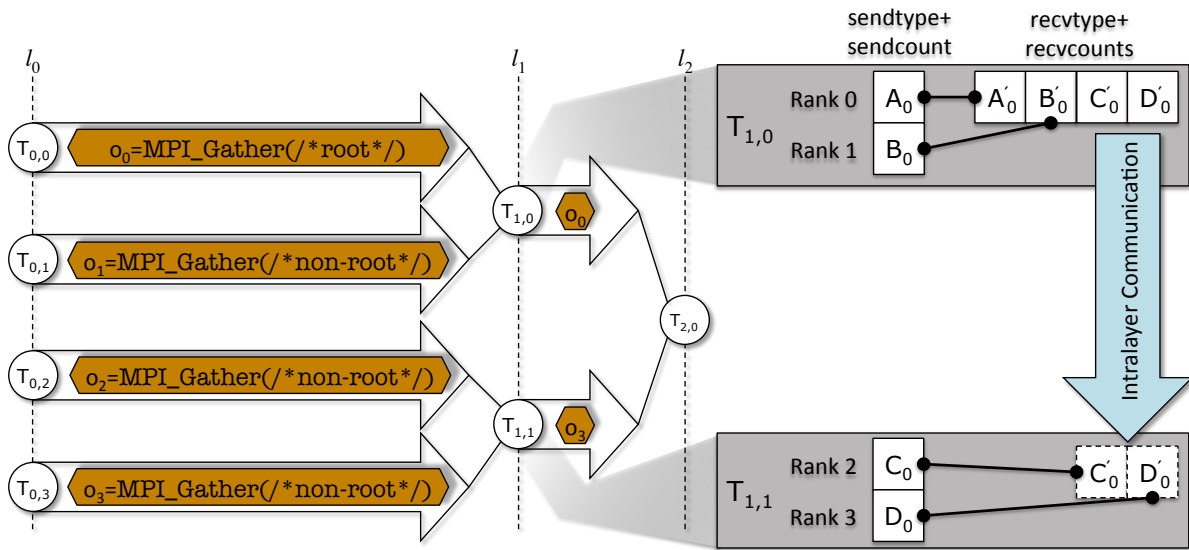 l0
l1
l2
T0,0
o0=MPI_Gather(/*root*/)
T0,1
o1=MPI_Gather(/*non-root*/)
T0,2
o2=MPI_Gather(/*non-root*/)
T0,3
o3=MPI_Gather(/*non-root*/)
T1,0
o0
T1,1
o3
T2,0
sendtype+
sendcount
recvtype+
recvcounts
T1,0
Rank 0
A0
A′0
B′0
C′0
D′0
Rank 1
B0
Intralayer Communication
T1,1
Rank 2
C0
C′0
D′0
Rank 3
D0